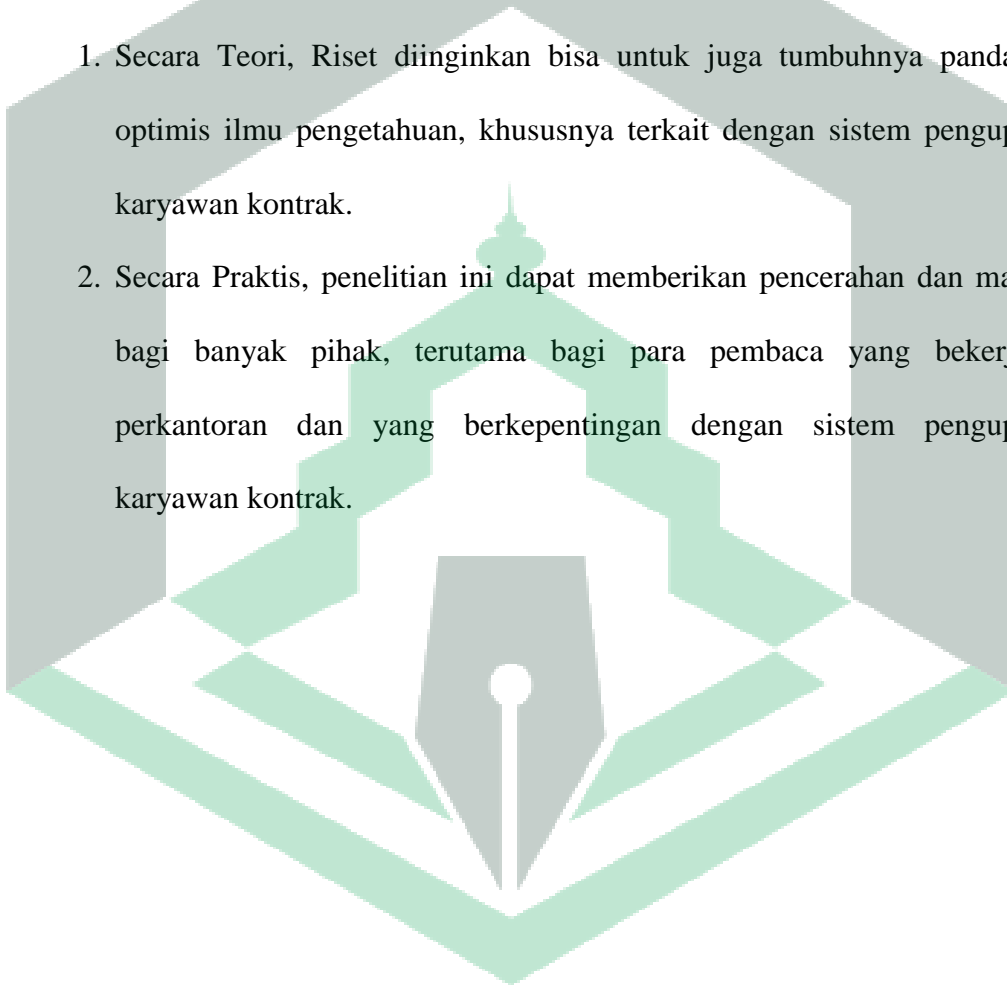 1. Secara Teori, Riset diinginkan bisa untuk juga tumbuhnya
optimis ilmu pengetahuan, khususnya terkait dengan sistem
karyawan kontrak.
2. Secara Praktis, penelitian ini dapat memberikan pencerahan dan
bagi banyak pihak, terutama bagi para pembaca yang
perkantoran dan yang berkepentingan dengan sistem
karyawan kontrak.